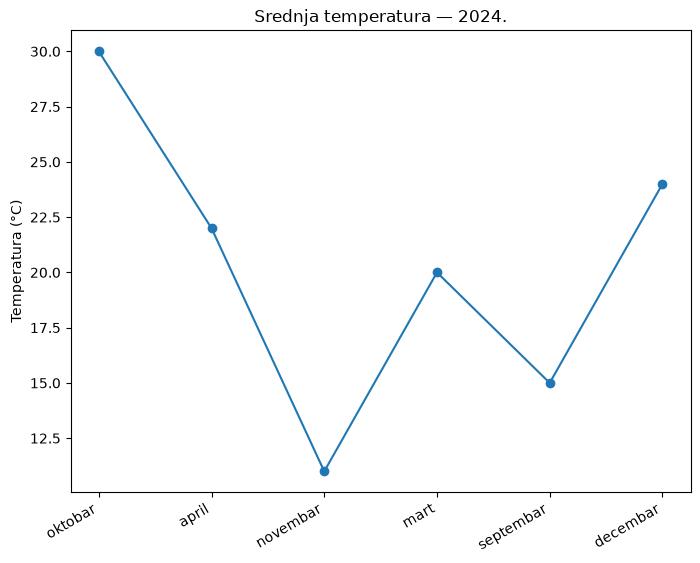 Srednja temperatura — 2024.
Temperatura (°C)
30.0
27.5
25.0
22.5
20.0
17.5
15.0
12.5
oktobar
april
novembar
mart
septembar
decembar